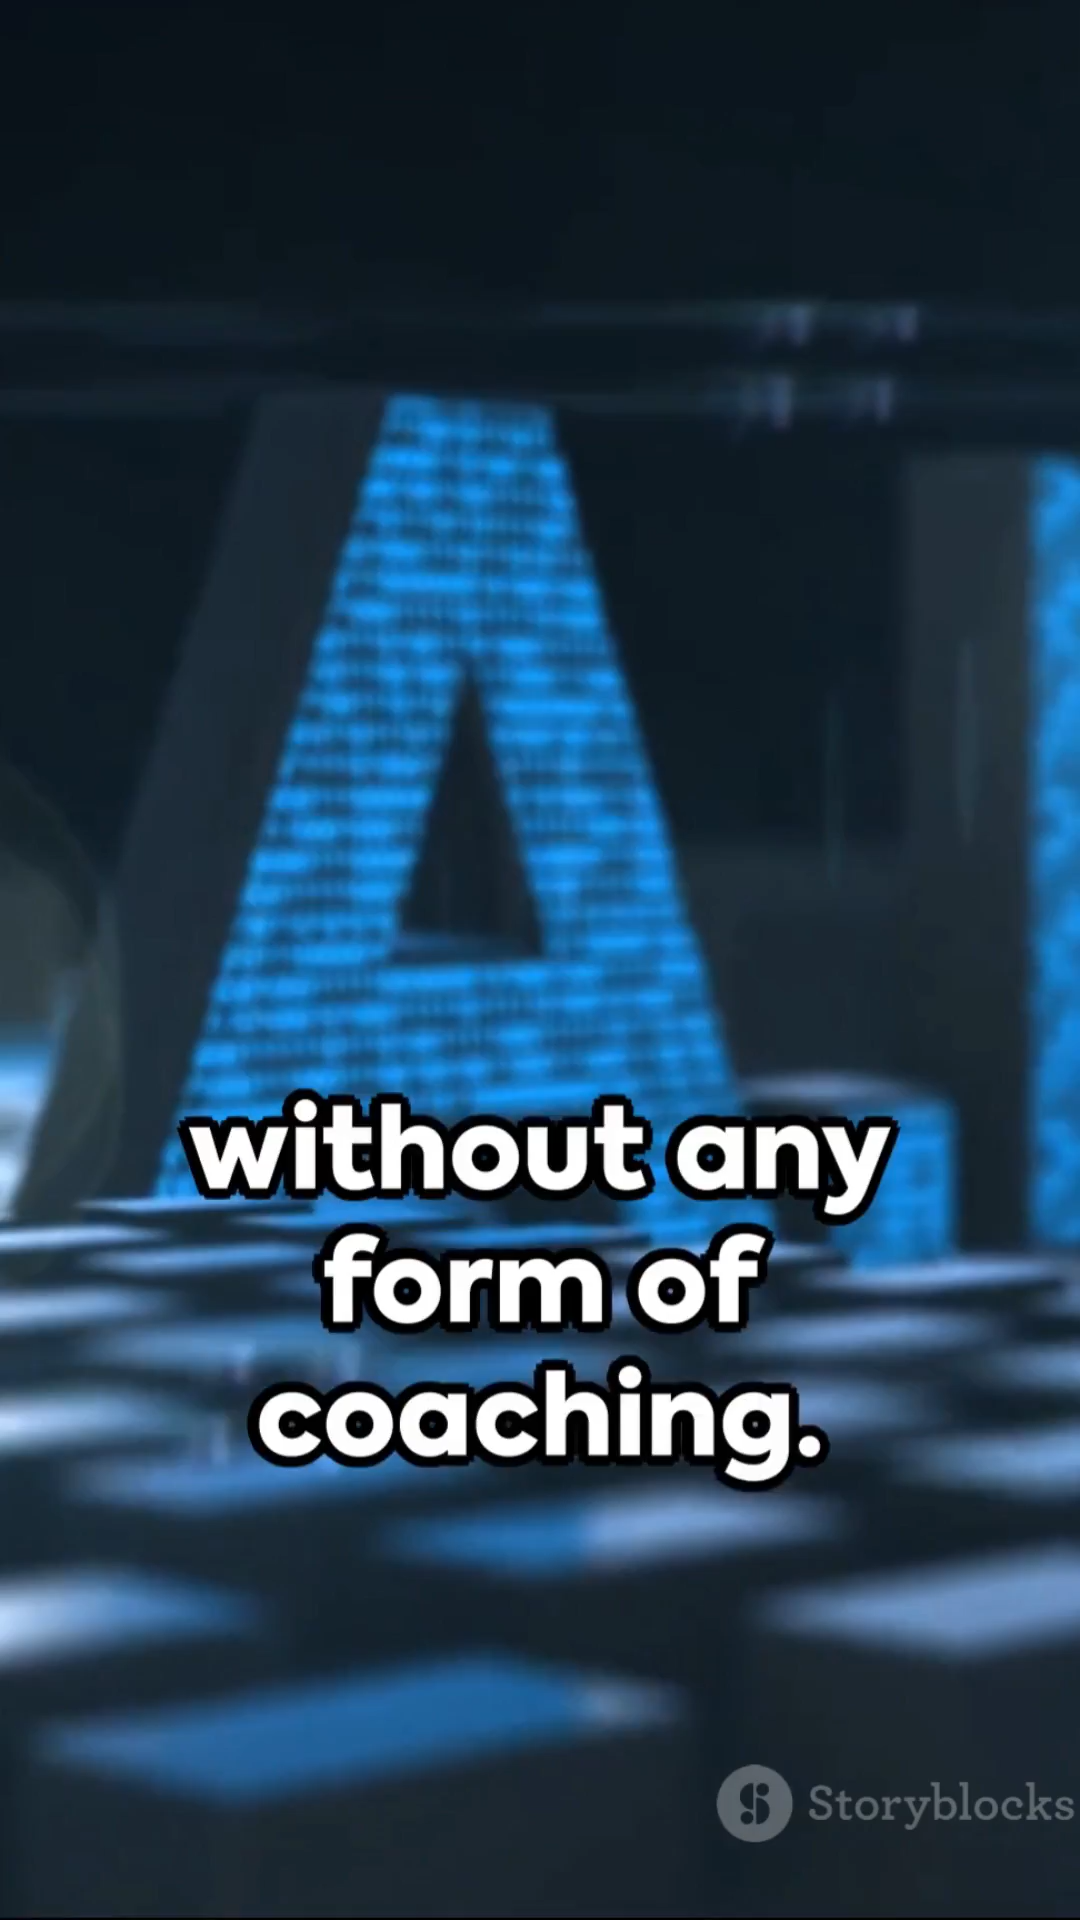 A.
without any
form of
coaching.
Storyblocks